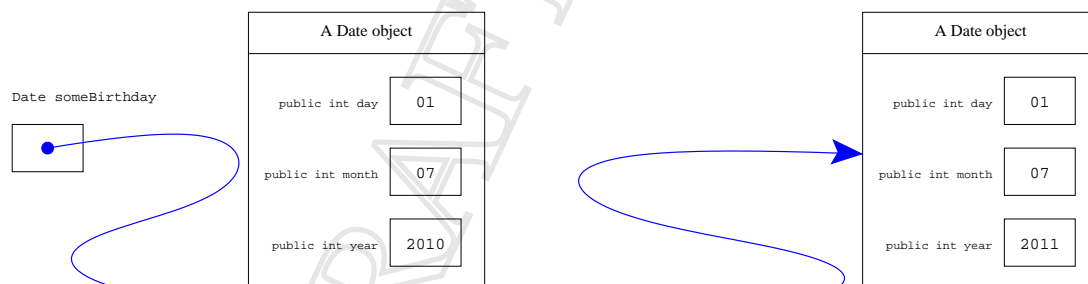 A Date object
A Date object
Date someBirthday
public int day 01
public int day 01
public int month 07
public int month 07
public int year 2010
public int year 2011